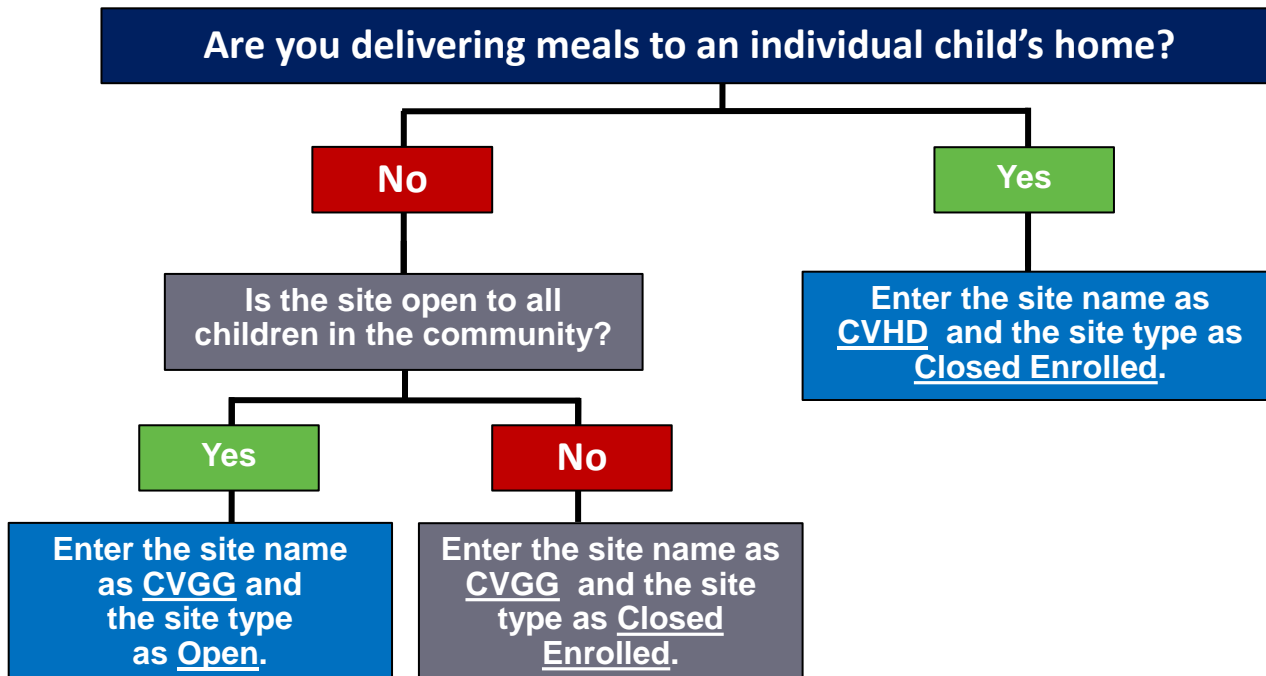 Are you delivering meals to an individual child’s home?
No
Yes
Is the site open to all
children in the community?
Enter the site name as
CVHD and the site type as
Closed Enrolled.
Yes
No
Enter the site name
as CVGG and
the site type
as Open.
Enter the site name as
CVGG and the site
type as Closed
Enrolled.